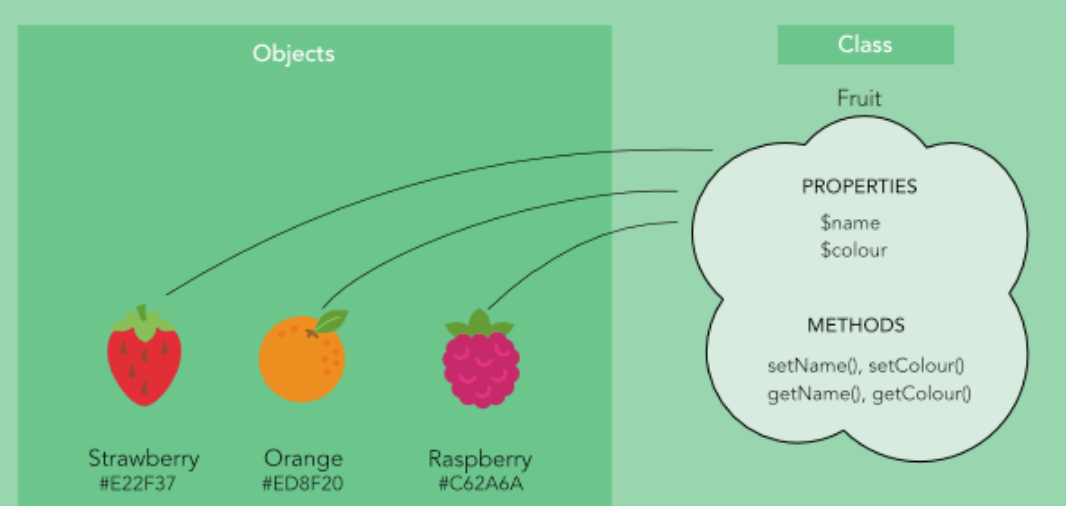 Objects
Class
Fruit
PROPERTIES
$name
$colour
METHODS
setName(), setColour()
getName(), getColour()
Strawberry
#E22F37
Orange
#ED8F20
Raspberry
#C62A6A